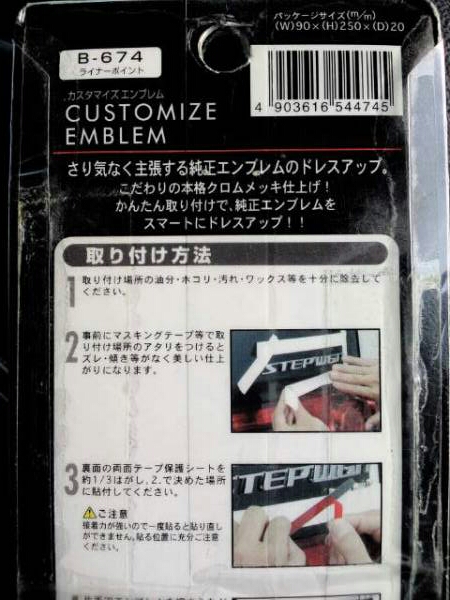 パッケージサイズ(m/m)
(W)90×(H)250×(D)20
B-674
ライナーポイント
4 903616 544745
カスタマイズエンブレム
CUSTOMIZE
EMBLEM
さり気なく主張する純正エンブレムのドレスアップ。
こだわりの本格クロムメッキ仕上げ!
かんたん取り付けで、純正エンブレムを
スマートにドレスアップ!!
取り付け方法
1 取り付け場所の油分・ホコリ・汚れ・ワックス等を十分に除去して
ください。
2 事前にマスキングテープ等で取
り付け場所のアタリをつけると
ズレ・傾き等がなく美しい仕上
がりになります。
STEPWGN
3 裏面の両面テープ保護シートを
約1/3はがし、2.で決めた場所
に貼付してください。
TEPWGN
ご注意
接着力が強いので一度貼ると貼り直し
ができません。貼る位置に充分ご注意
ください。